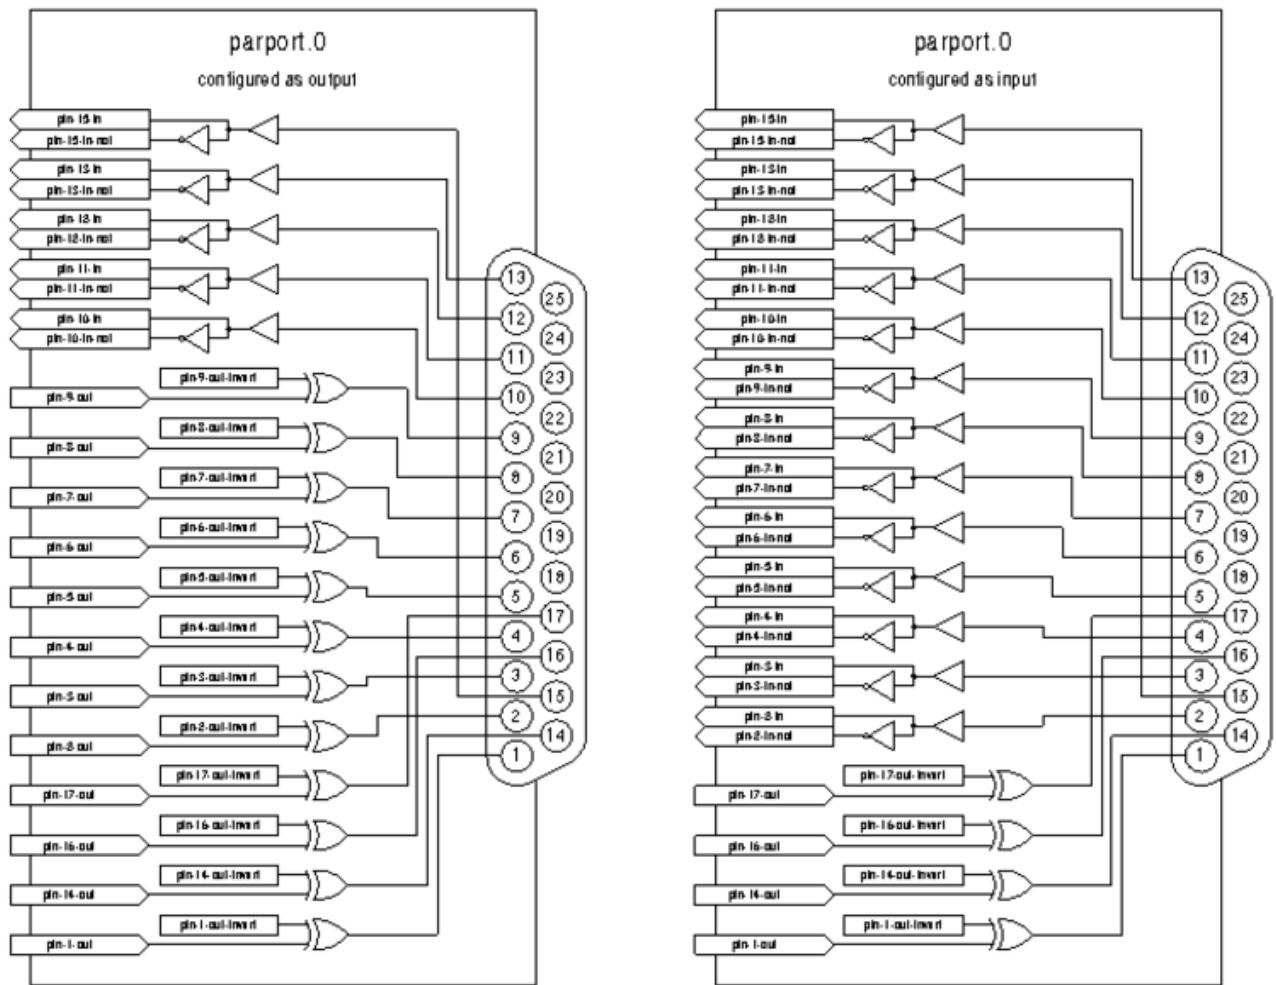 parport.0
configured as output
pin-15-in
pin-15-in-not
pin-13-in
pin-13-in-not
pin-12-in
pin-12-in-not
pin-11-in
pin-11-in-not
pin-10-in
pin-10-in-not
pin-9-out-invert
pin-9-out
pin-8-out-invert
pin-8-out
pin-7-out-invert
pin-7-out
pin-6-out-invert
pin-6-out
pin-5-out-invert
pin-5-out
pin-4-out-invert
pin-4-out
pin-3-out-invert
pin-3-out
pin-2-out-invert
pin-2-out
pin-17-out-invert
pin-17-out
pin-16-out-invert
pin-16-out
pin-14-out-invert
pin-14-out
pin-1-out-invert
pin-1-out
13
25
12
24
11
23
10
22
9
21
8
20
7
19
6
18
5
17
4
16
3
15
2
14
1
parport.0
configured as input
pin-15-in
pin-15-in-not
pin-13-in
pin-13-in-not
pin-12-in
pin-12-in-not
pin-11-in
pin-11-in-not
pin-10-in
pin-10-in-not
pin-9-in
pin-9-in-not
pin-8-in
pin-8-in-not
pin-7-in
pin-7-in-not
pin-6-in
pin-6-in-not
pin-5-in
pin-5-in-not
pin-4-in
pin-4-in-not
pin-3-in
pin-3-in-not
pin-2-in
pin-2-in-not
pin-17-out-invert
pin-17-out
pin-16-out-invert
pin-16-out
pin-14-out-invert
pin-14-out
pin-1-out-invert
pin-1-out
13
25
12
24
11
23
10
22
9
21
8
20
7
19
6
18
5
17
4
16
3
15
2
14
1